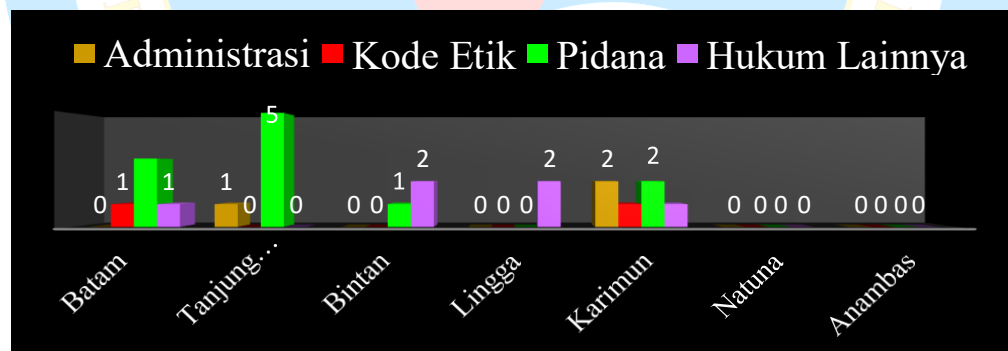 Administrasi Kode Etik Pidana Hukum Lainnya
5
0 1 1 1 0 0 0 0 1 2 0 0 0 2 2 2 0 0 0 0 0 0 0 0
Batam Tanjung... Bintan Lingga Karimun Natuna Anambas